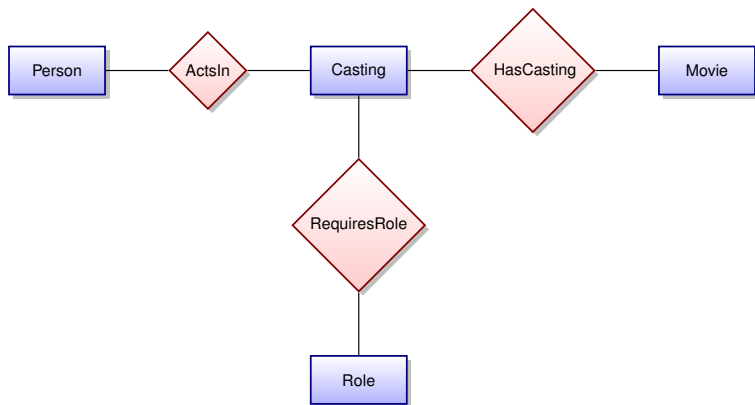 Person
ActsIn
Casting
HasCasting
Movie
RequiresRole
Role